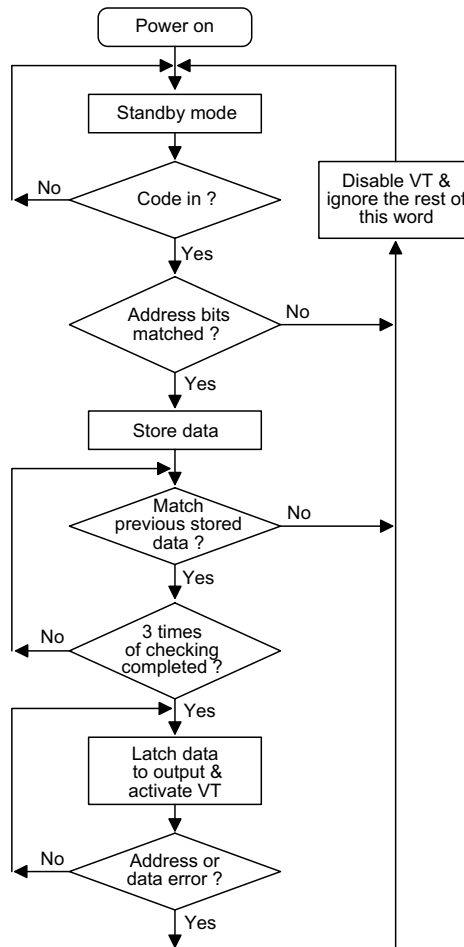 Power on
Standby mode
No
Code in ?
Disable VT &
ignore the rest of
this word
Yes
Address bits
matched ?
No
Yes
Store data
Match
previous stored
data ?
No
Yes
No
3 times
of checking
completed ?
Yes
Latch data
to output &
activate VT
No
Address or
data error ?
Yes